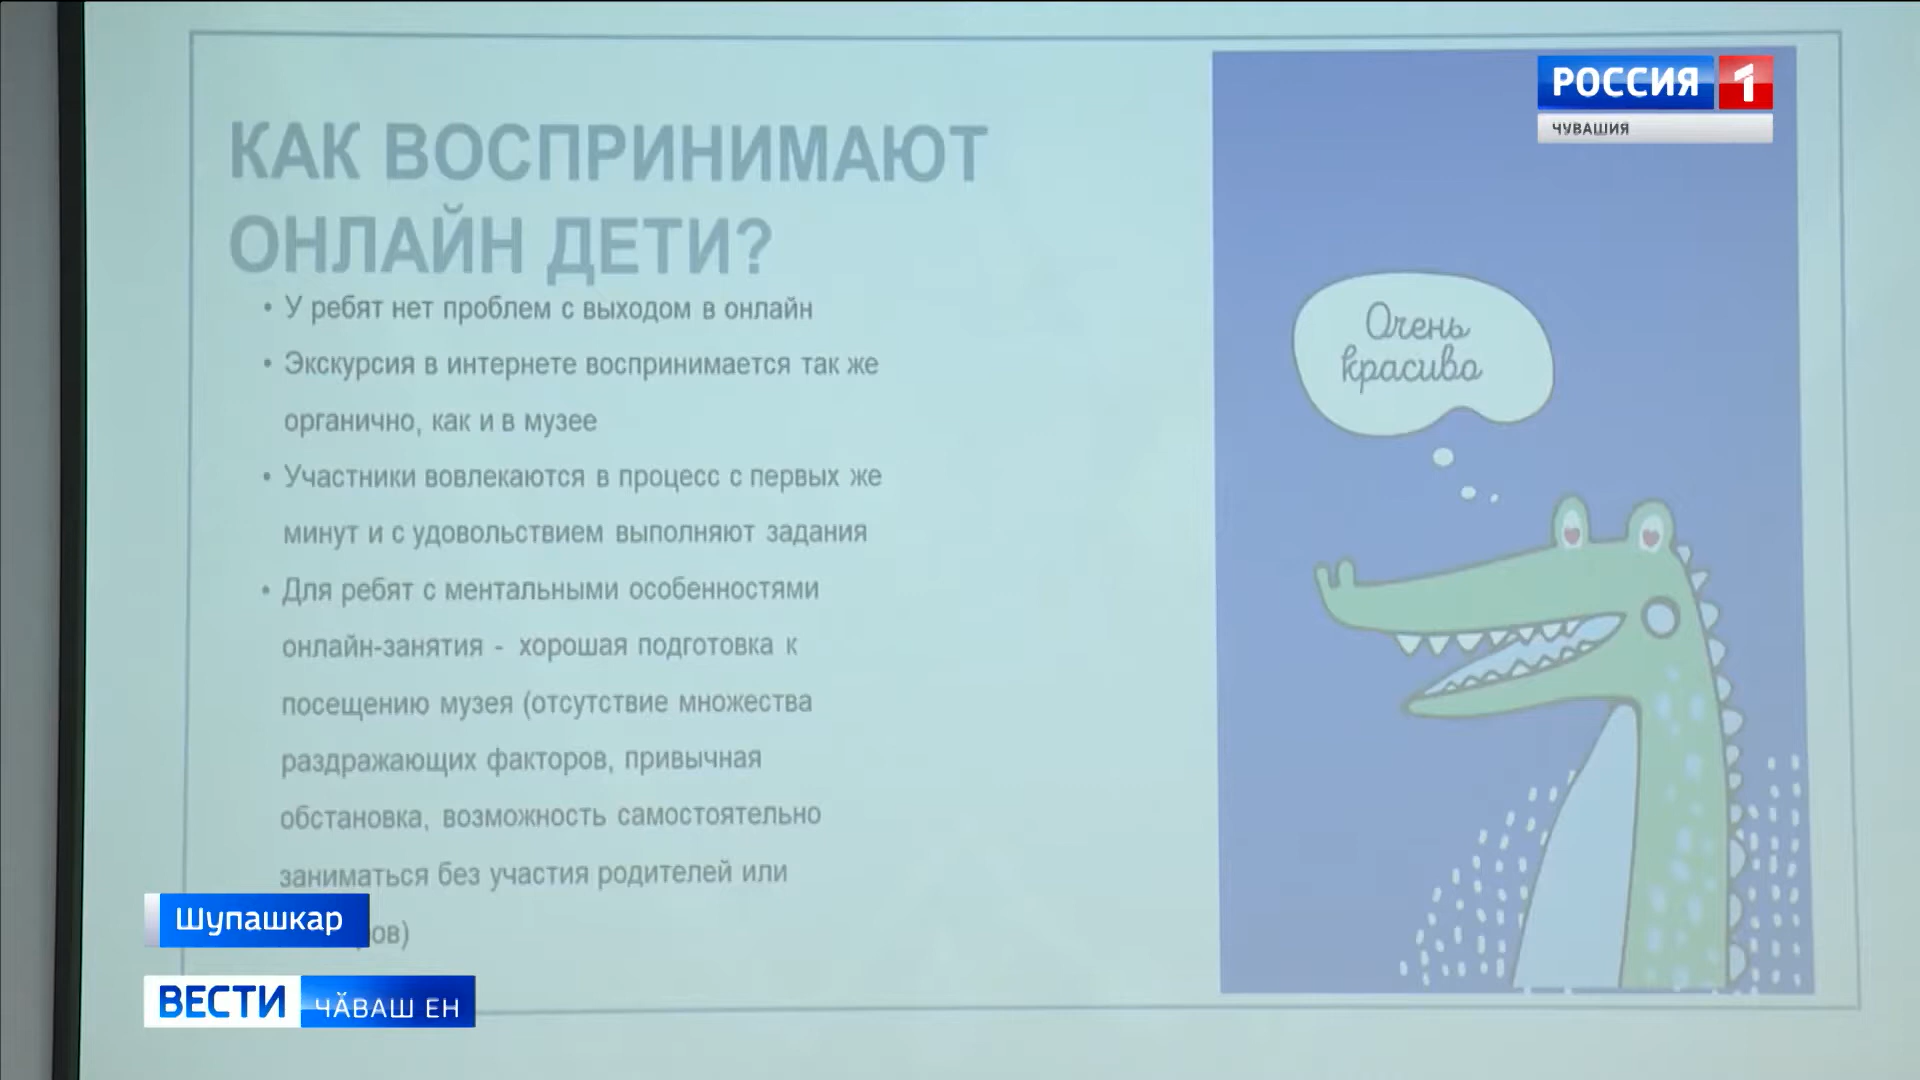 РОССИЯ 1
ЧУВАШИЯ
КАК ВОСПРИНИМАЮТ
ОНЛАЙН ДЕТИ?
• У ребят нет проблем с выходом в онлайн
• Экскурсия в интернете воспринимается так же
органично, как и в музее
• Участники вовлекаются в процесс с первых же
минут и с удовольствием выполняют задания
• Для ребят с ментальными особенностями
онлайн-занятия - хорошая подготовка к
посещению музея (отсутствие множества
раздражающих факторов, привычная
обстановка, возможность самостоятельно
заниматься без участия родителей или
Очень
красиво
Шупашкар
ВЕСТИ ЧӐВАШ ЕН